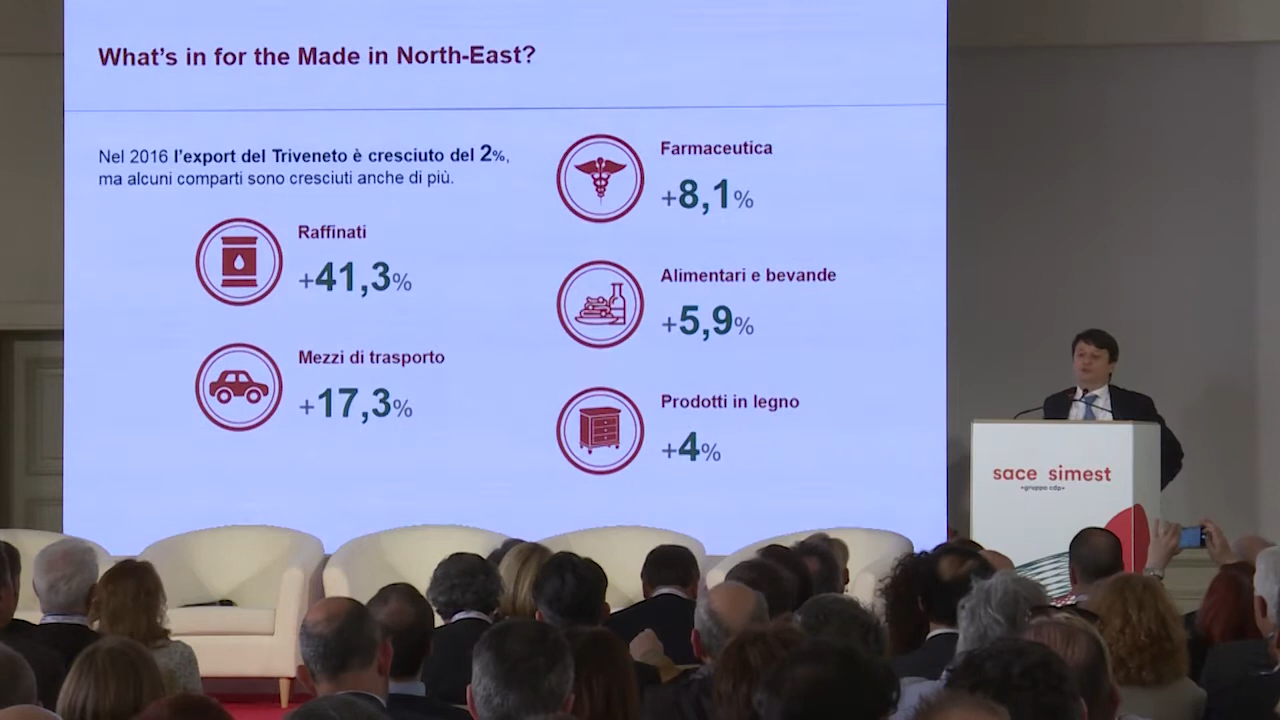 What's in for the Made in North-East?
Nel 2016 l'export del Triveneto è cresciuto del 2%,
ma alcuni comparti sono cresciuti anche di più.
Raffinati
+41,3%
Mezzi di trasporto
+17,3%
Farmaceutica
+8,1%
Alimentari e bevande
+5,9%
Prodotti in legno
+4%
sace simest
gruppo cdp